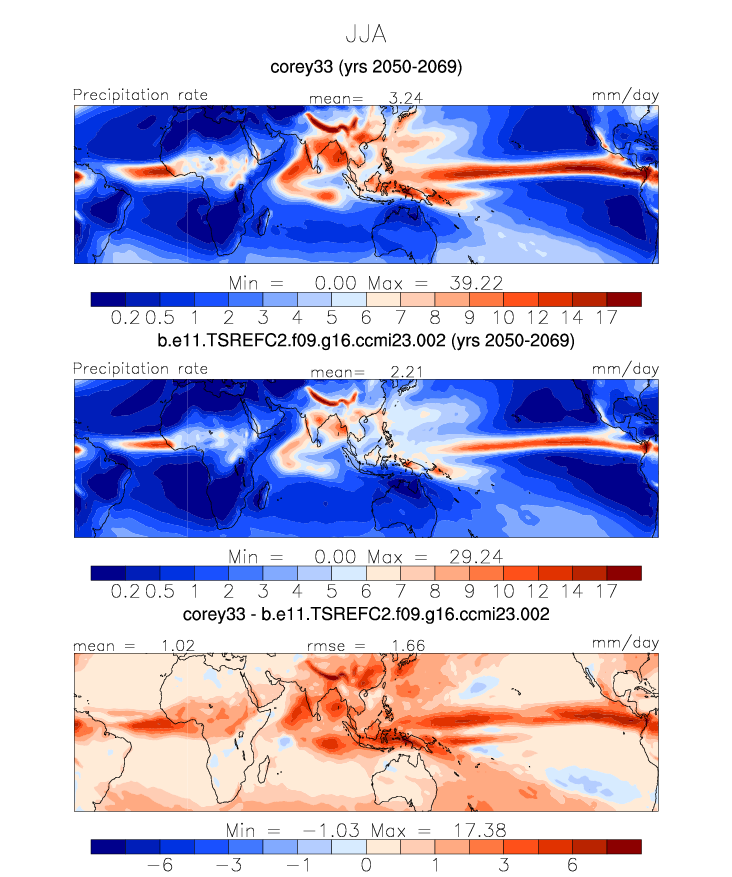 JJA
corey33 (yrs 2050-2069)
Precipitation rate mean= 3.24 mm/day
Min = 0.00 Max = 39.22
0.2 0.5 1 2 3 4 5 6 7 8 9 10 12 14 17
b.e11.TSREFC2.f09.g16.ccmi23.002 (yrs 2050-2069)
Precipitation rate mean= 2.21 mm/day
Min = 0.00 Max = 29.24
0.2 0.5 1 2 3 4 5 6 7 8 9 10 12 14 17
corey33 - b.e11.TSREFC2.f09.g16.ccmi23.002
mean = 1.02 rmse = 1.66 mm/day
Min = -1.03 Max = 17.38
-6 -3 -1 0 1 3 6